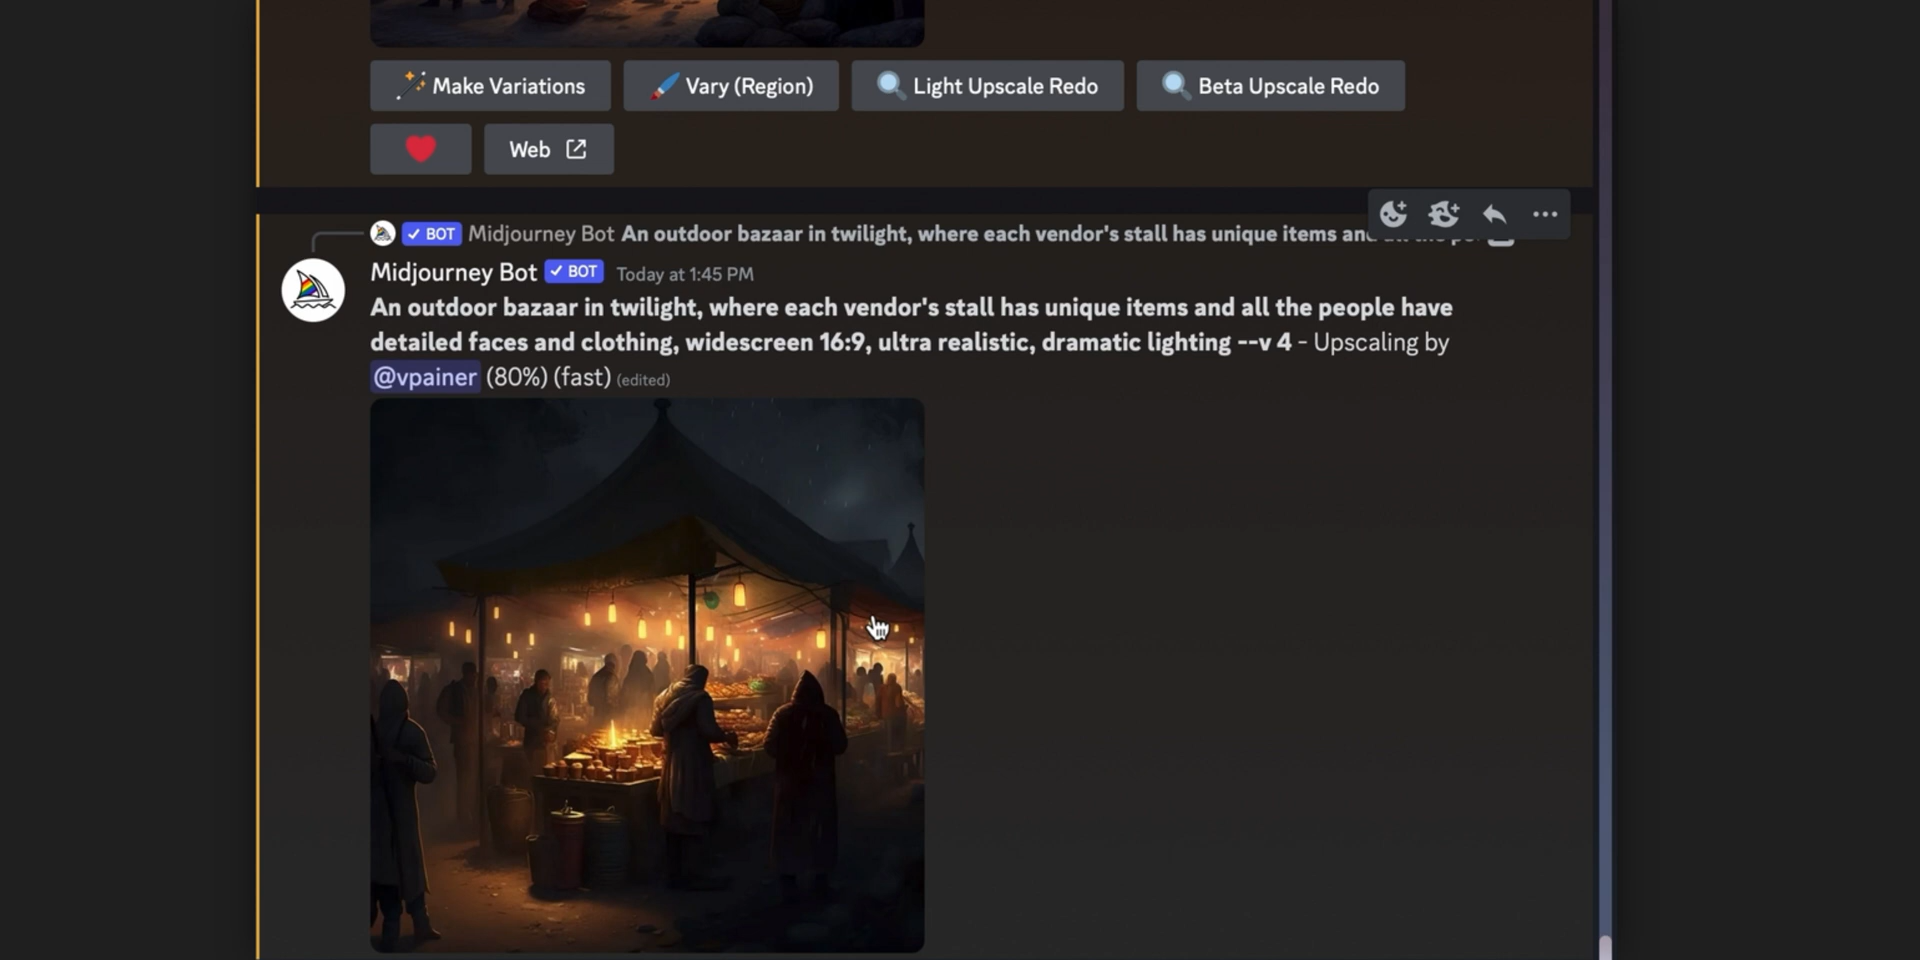 Make Variations
Vary (Region)
Light Upscale Redo
Beta Upscale Redo
Web
BOT Midjourney Bot An outdoor bazaar in twilight, where each vendor's stall has unique items and
Midjourney Bot BOT Today at 1:45 PM
An outdoor bazaar in twilight, where each vendor's stall has unique items and all the people have
detailed faces and clothing, widescreen 16:9, ultra realistic, dramatic lighting --v 4 - Upscaling by
@vpainer (80%) (fast) (edited)